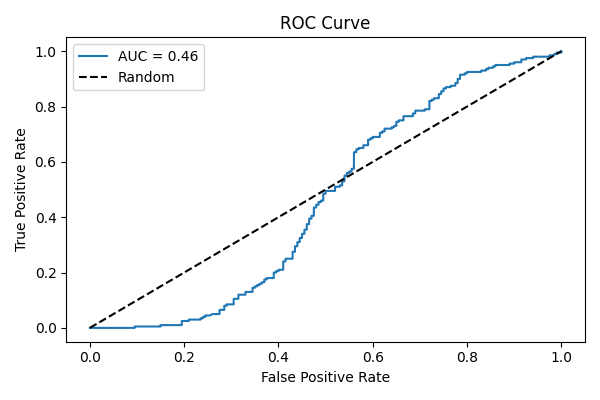 ROC Curve
AUC = 0.46
Random
True Positive Rate
1.0
0.8
0.6
0.4
0.2
0.0
0.0 0.2 0.4 0.6 0.8 1.0
False Positive Rate